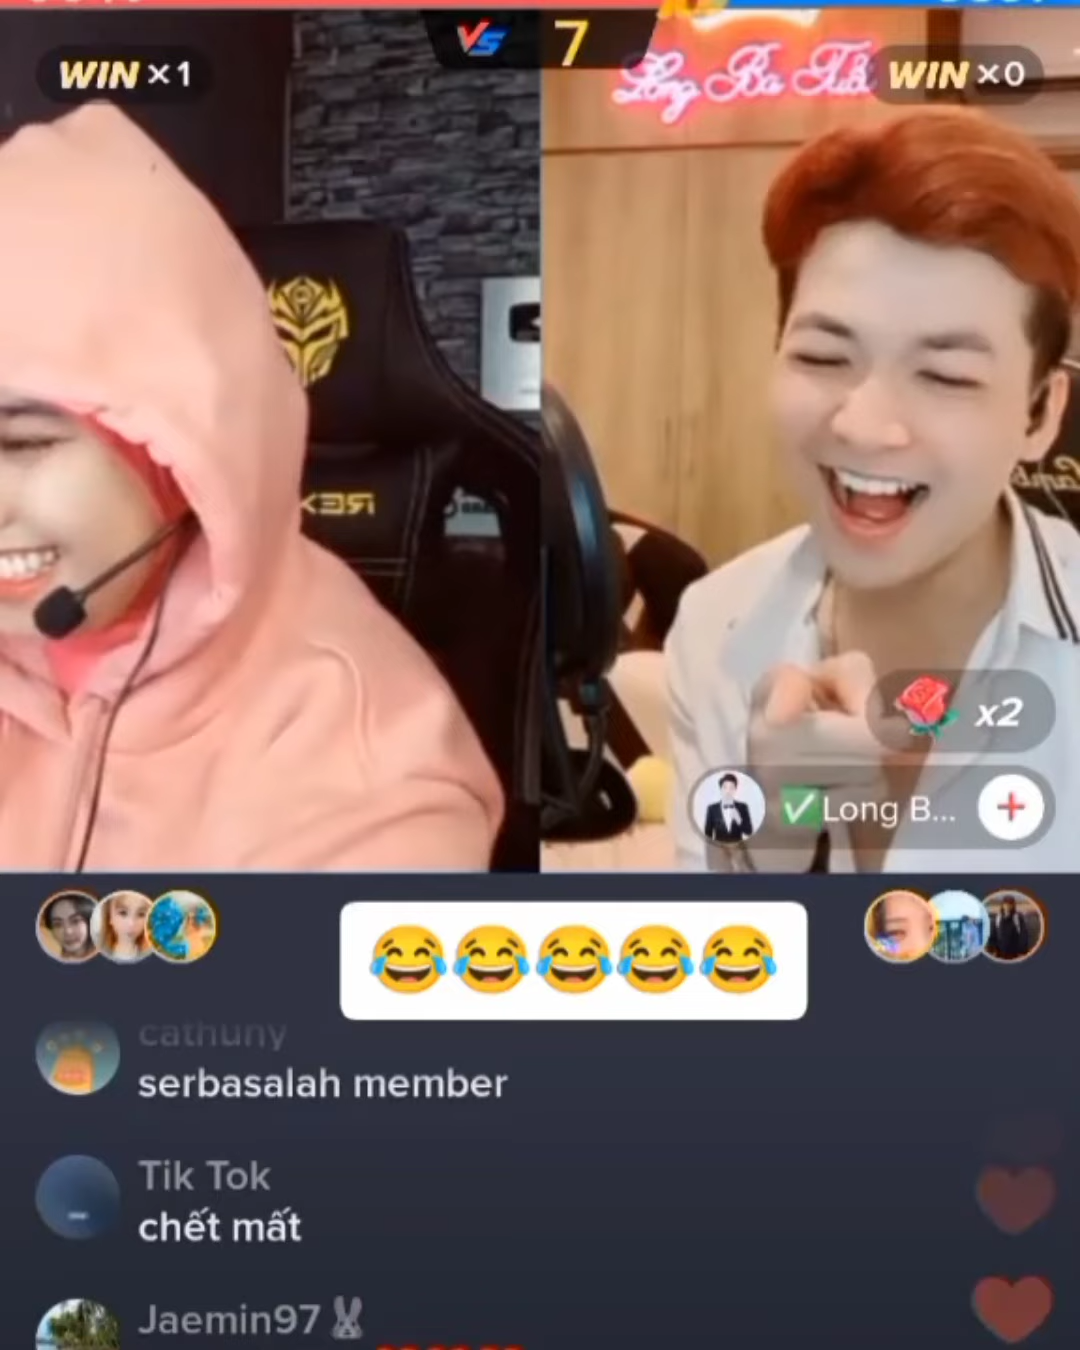 VS
7
WIN ×1
WIN ×0
x2
✅Long B...
😂😂😂😂😂
cathuny
serbasalah member
Tik Tok
chết mất
Jaemin97🐰